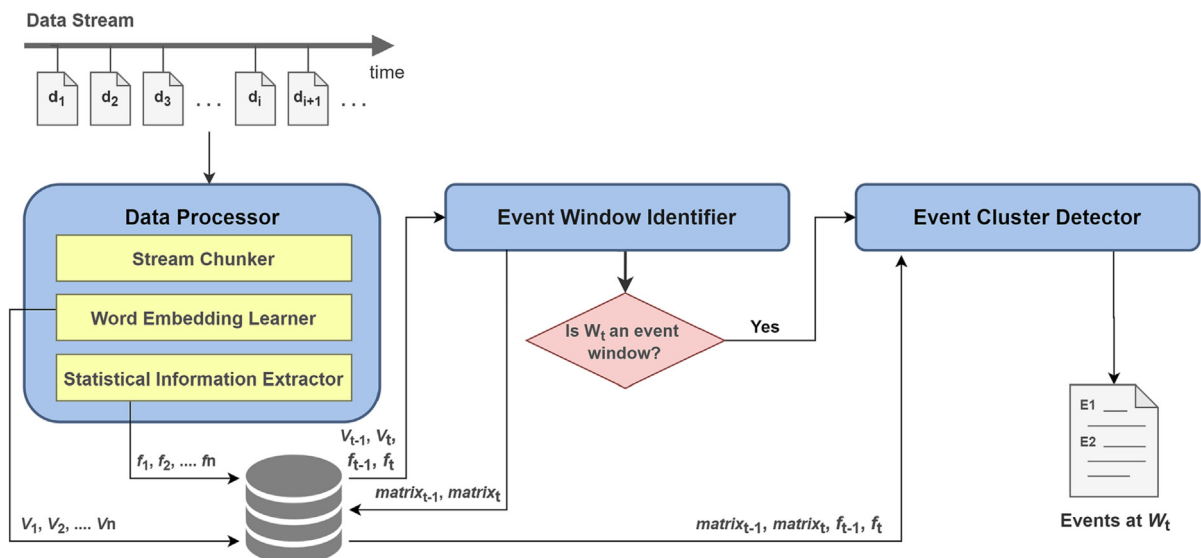 Data Stream
time
d1 d2 d3 . . . di di+1 . . .
Data Processor
Stream Chunker
Word Embedding Learner
Statistical Information Extractor
Event Window Identifier
Is Wt an event
window?
Yes
Event Cluster Detector
f1, f2, .... fn
V1, V2, .... Vn
Vt-1, Vt,
ft-1, ft
matrixt-1, matrixt
matrixt-1, matrixt, ft-1, ft
E1
E2
Events at Wt